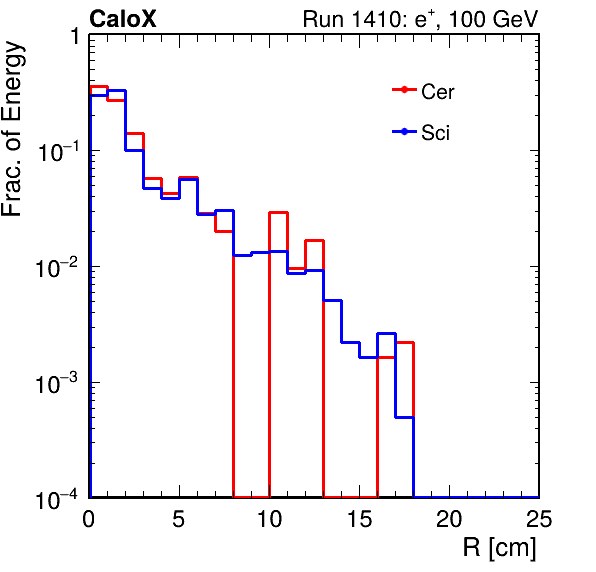 CaloX Run 1410: e⁺, 100 GeV
Frac. of Energy
1
10⁻¹
10⁻²
10⁻³
10⁻⁴
Cer
Sci
0 5 10 15 20 25
R [cm]